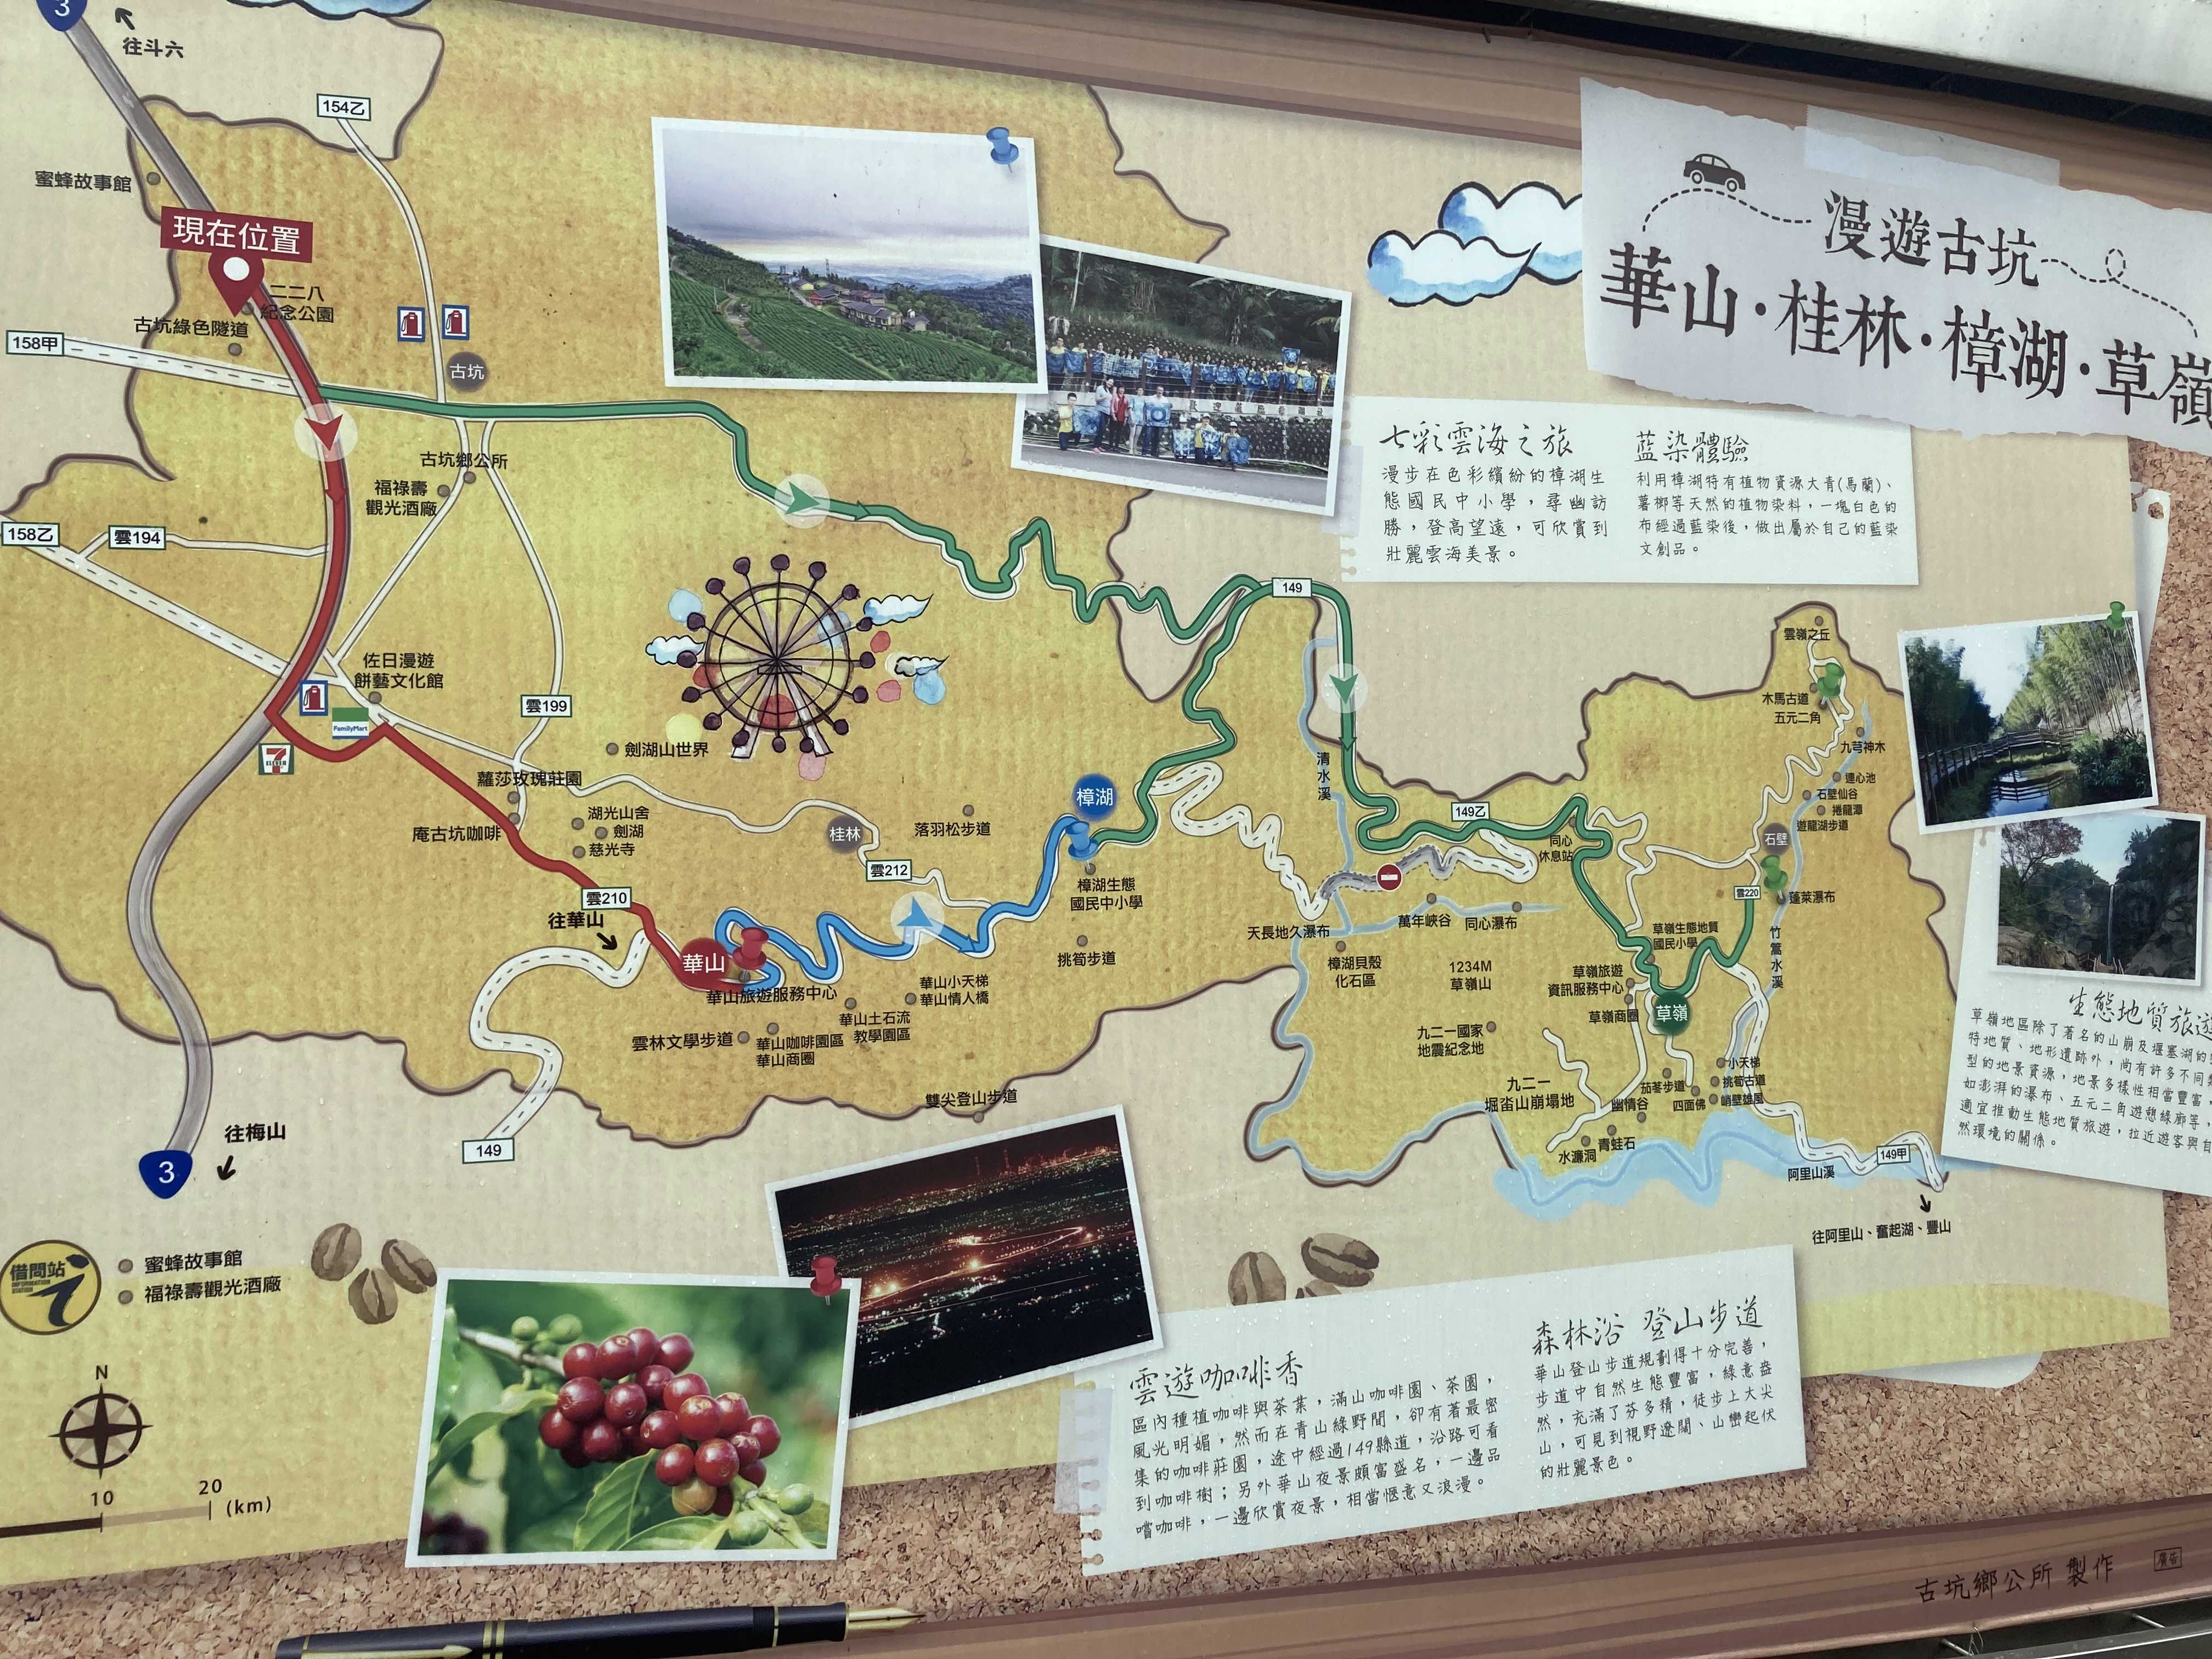 3
往斗六
154乙
蜜蜂故事館
現在位置
二二八
紀念公園
古坑綠色隧道
158甲
古坑
漫遊古坑
華山·桂林·樟湖·草嶺
七彩雲海之旅
漫步在色彩繽紛的樟湖生
態國民中小學，尋幽訪
勝，登高望遠，可欣賞到
壯麗雲海美景。
藍染體驗
利用樟湖特有植物資源大青(馬蘭)、
薯榔等天然的植物染料，一塊白色的
布經過藍染後，做出屬於自己的藍染
文創品。
古坑鄉公所
福祿壽
觀光酒廠
158乙
雲194
149
佐日漫遊
餅藝文化館
雲199
FamilyMart
7
ELEVEN
劍湖山世界
蘿莎玫瑰莊園
湖光山舍
劍湖
慈光寺
庵古坑咖啡
桂林
落羽松步道
樟湖
雲212
樟湖生態
國民中小學
雲210
往華山
華山
華山旅遊服務中心
挑筍步道
華山小天梯
華山情人橋
華山土石流
教學園區
雲林文學步道
華山咖啡園區
華山商圈
雙尖登山步道
149
清水溪
149乙
同心
休息站
天長地久瀑布
萬年峽谷
同心瀑布
樟湖貝殼
化石區
1234M
草嶺山
九二一國家
地震紀念地
九二一
堀畓山崩塌地
雲嶺之丘
木馬古道
五元二角
九芎神木
連心池
石壁仙谷
捲龍潭
遊龍湖步道
石壁
雲220
蓬萊瀑布
竹篙水溪
草嶺生態地質
國民小學
草嶺旅遊
資訊服務中心
草嶺商圈
草嶺
小天梯
挑筍古道
峭壁雄風
茄苳步道
四面佛
幽情谷
青蛙石
水濂洞
阿里山溪
149甲
往阿里山、奮起湖、豐山
生態地質旅遊
草嶺地區除了著名的山崩及堰塞湖的
特地質、地形遺跡外，尚有許多不同
型的地景資源，地景多樣性相當豐富，
如澎湃的瀑布、五元二角遊憩綠廊等，
適宜推動生態地質旅遊，拉近遊客與自
然環境的關係。
往梅山
3
借問站
INFORMATION
STATION
蜜蜂故事館
福祿壽觀光酒廠
N
10
20
(km)
雲遊咖啡香
區內種植咖啡與茶葉，滿山咖啡園、茶園，
風光明媚，然而在青山綠野間，卻有著最密
集的咖啡莊園，途中經過149縣道，沿路可看
到咖啡樹；另外華山夜景頗富盛名，一邊品
嚐咖啡，一邊欣賞夜景，相當愜意又浪漫。
森林浴 登山步道
華山登山步道規劃得十分完善，
步道中自然生態豐富，綠意盎
然，充滿了芬多精，徒步上大尖
山，可見到視野遼闊、山巒起伏
的壯麗景色。
古坑鄉公所 製作
廣告